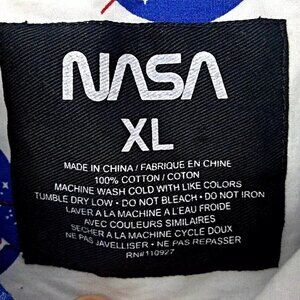 NASA
XL
MADE IN CHINA / FABRIQUE EN CHINE
100% COTTON / COTON
MACHINE WASH COLD WITH LIKE COLORS
TUMBLE DRY LOW • DO NOT BLEACH • DO NOT IRON
LAVER A LA MACHINE A L'EAU FROIDE
AVEC COULEURS SIMILAIRES
SECHER A LA MACHINE CYCLE DOUX
NE PAS JAVELLISER • NE PAS REPASSER
RN#110927